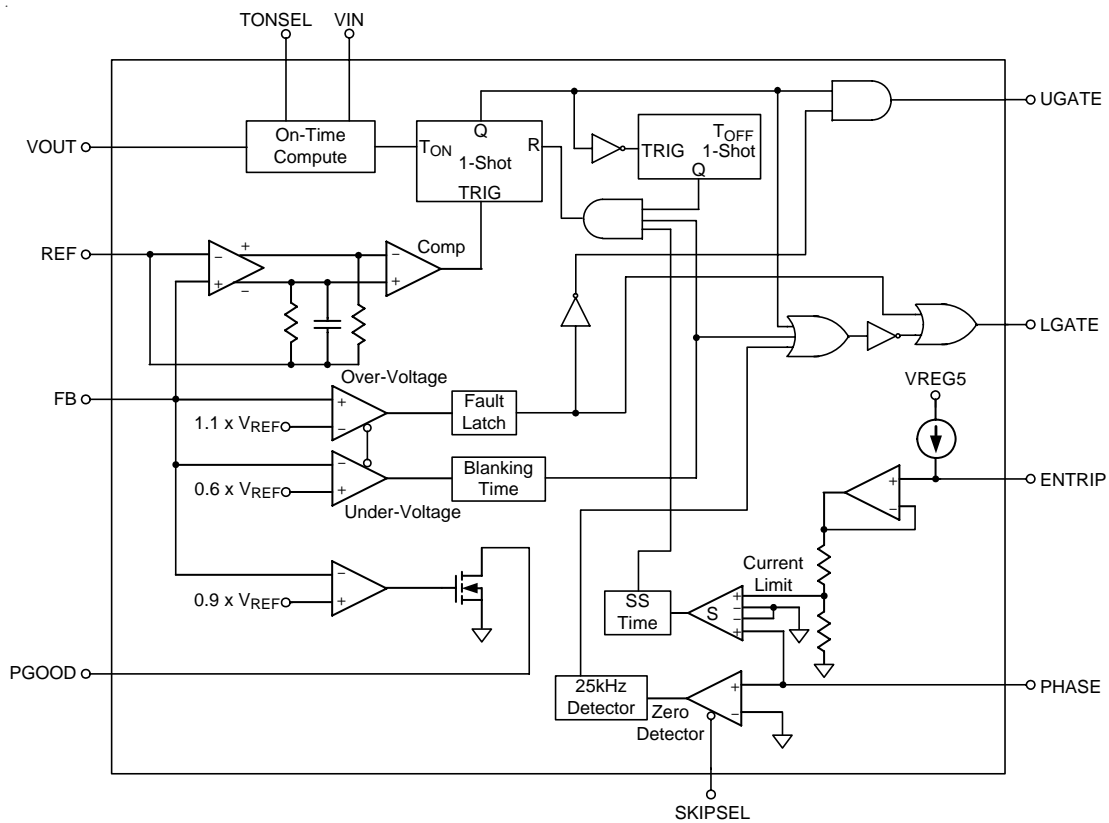 TONSEL VIN
VOUT
On-Time
Compute
TON
Q
1-Shot
R
TRIG
TRIG
TOFF
1-Shot
Q
UGATE
REF
−
+
+
−
−
+
Comp
LGATE
FB
Over-Voltage
+
−
1.1 x VREF
Fault
Latch
VREG5
−
+
0.6 x VREF
Under-Voltage
Blanking
Time
+
−
ENTRIP
−
+
0.9 x VREF
Current
Limit
SS
Time
S
+
−
−
+
PGOOD
25kHz
Detector
Zero
Detector
+
−
PHASE
SKIPSEL